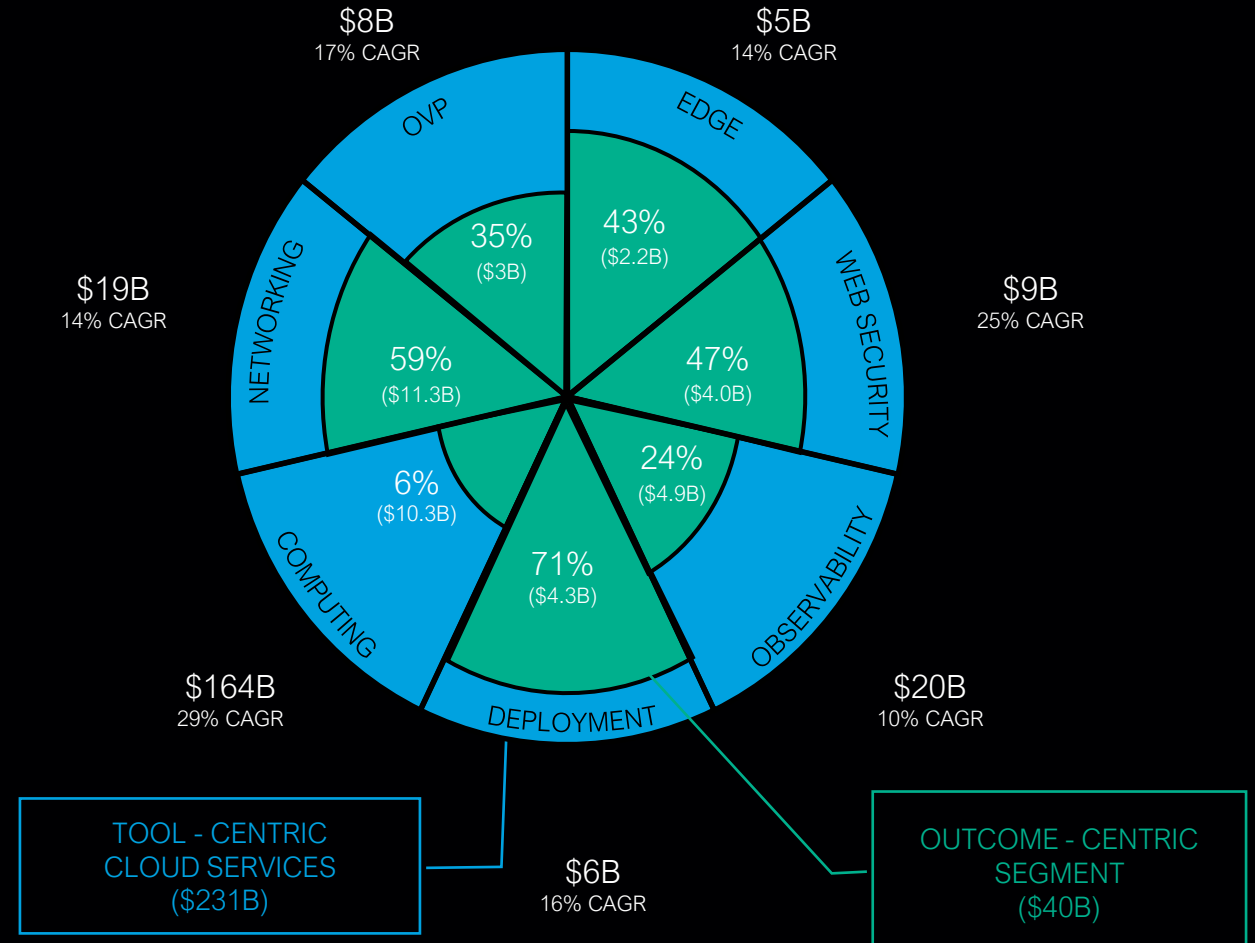 $8B
17% CAGR
$5B
14% CAGR
OVP
EDGE
35%
($3B)
43%
($2.2B)
NETWORKING
WEB SECURITY
$19B
14% CAGR
$9B
25% CAGR
59%
($11.3B)
47%
($4.0B)
6%
($10.3B)
24%
($4.9B)
71%
($4.3B)
COMPUTING
OBSERVABILITY
$164B
29% CAGR
$20B
10% CAGR
DEPLOYMENT
TOOL - CENTRIC
CLOUD SERVICES
($231B)
$6B
16% CAGR
OUTCOME - CENTRIC
SEGMENT
($40B)